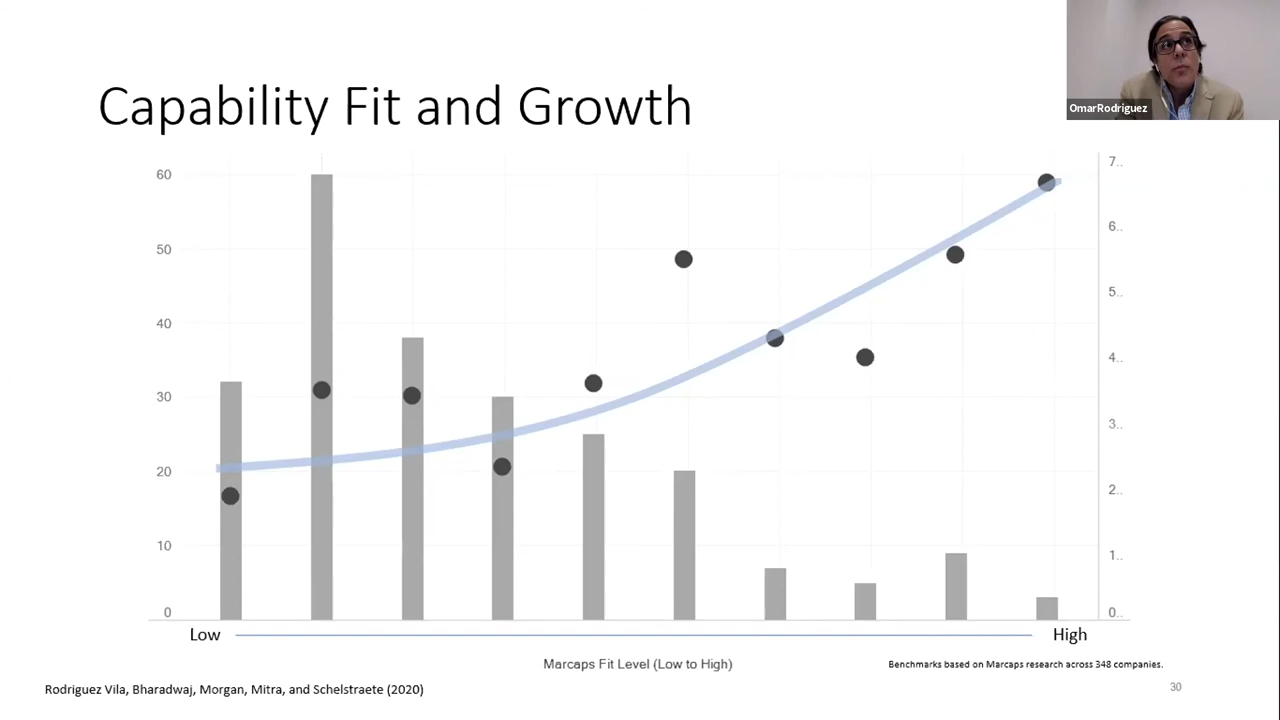 OmarRodriguez
Capability Fit and Growth
60
50
40
30
20
10
0
7..
6..
5..
4..
3..
2..
1..
0..
Low
High
Marcaps Fit Level (Low to High)
Benchmarks based on Marcaps research across 348 companies.
Rodriguez Vila, Bharadwaj, Morgan, Mitra, and Schelstraete (2020)
30